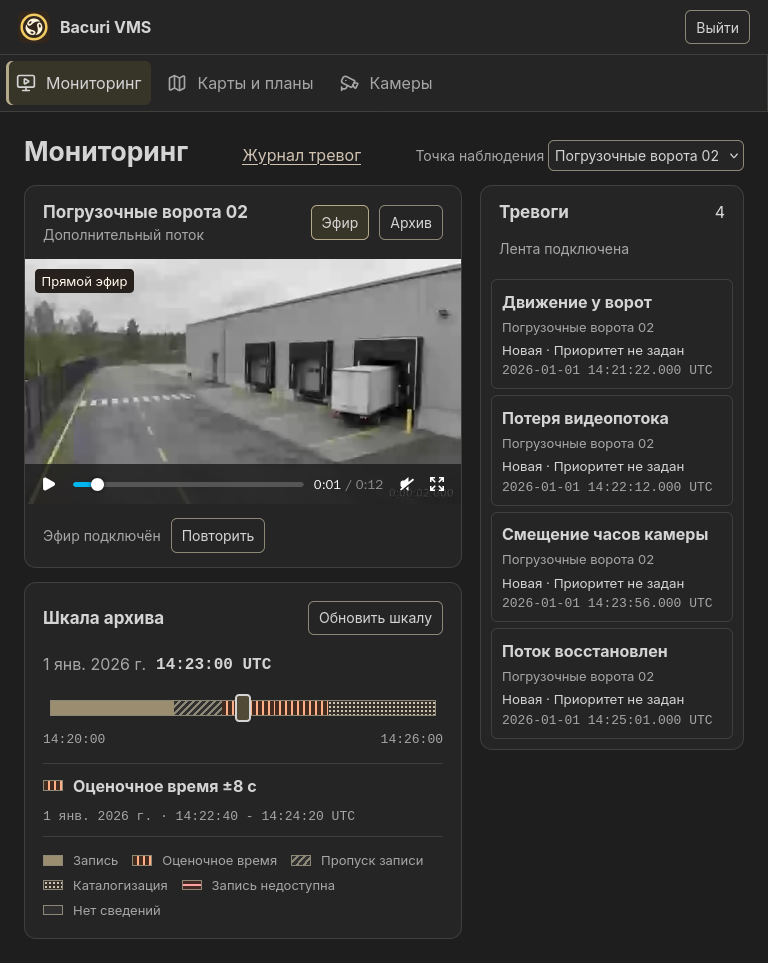 Bacuri VMS
Выйти
Мониторинг
Карты и планы
Камеры
Мониторинг
Журнал тревог
Точка наблюдения
Погрузочные ворота 02
Погрузочные ворота 02
Дополнительный поток
Эфир
Архив
Прямой эфир
0:01 / 0:12
Эфир подключён
Повторить
Шкала архива
Обновить шкалу
1 янв. 2026 г. 14:23:00 UTC
14:20:00
14:26:00
Оценочное время ±8 с
1 янв. 2026 г. · 14:22:40 - 14:24:20 UTC
Запись
Оценочное время
Пропуск записи
Каталогизация
Запись недоступна
Нет сведений
Тревоги
4
Лента подключена
Движение у ворот
Погрузочные ворота 02
Новая · Приоритет не задан
2026-01-01 14:21:22.000 UTC
Потеря видеопотока
Погрузочные ворота 02
Новая · Приоритет не задан
2026-01-01 14:22:12.000 UTC
Смещение часов камеры
Погрузочные ворота 02
Новая · Приоритет не задан
2026-01-01 14:23:56.000 UTC
Поток восстановлен
Погрузочные ворота 02
Новая · Приоритет не задан
2026-01-01 14:25:01.000 UTC